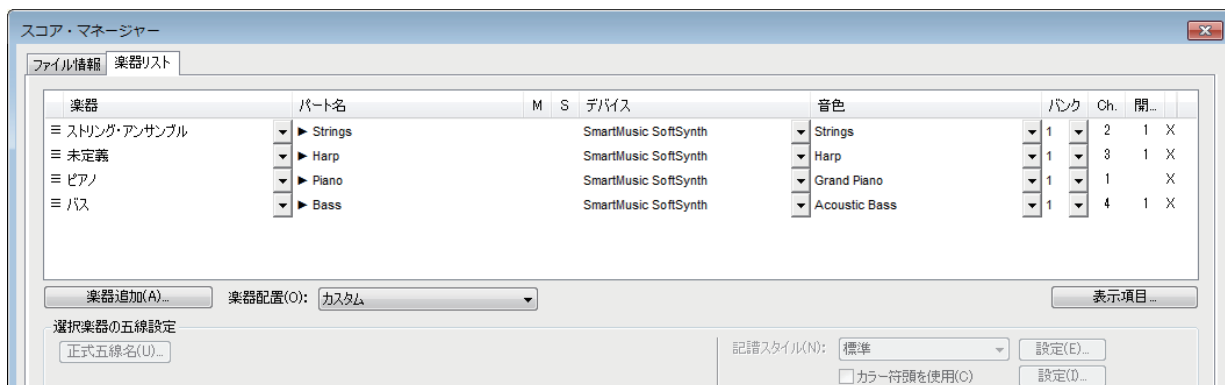 スコア・マネージャー
ファイル情報 楽器リスト
楽器 パート名 M S デバイス 音色 バンク Ch. 開...
ストリング・アンサンブル ▶ Strings SmartMusic SoftSynth Strings 1 2 1 X
未定義 ▶ Harp SmartMusic SoftSynth Harp 1 3 1 X
ピアノ ▶ Piano SmartMusic SoftSynth Grand Piano 1 1 X
バス ▶ Bass SmartMusic SoftSynth Acoustic Bass 1 4 1 X
楽器追加(A)... 楽器配置(O): カスタム 表示項目...
選択楽器の五線設定
正式五線名(U)... 記譜スタイル(N): 標準 設定(E)...
カラー符頭を使用(C) 設定(I)...